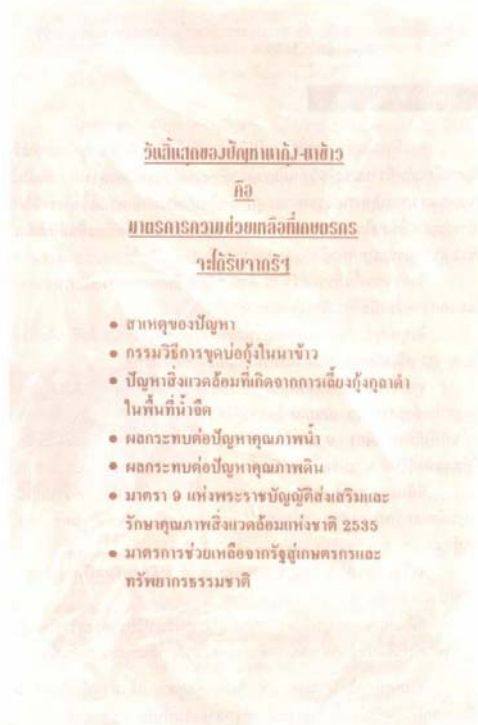 วันสิ้นสุดของปัญหานากุ้ง-นาข้าว
คือ
มาตรการความช่วยเหลือที่เกษตรกร
จะได้รับจากรัฐฯ
● สาเหตุของปัญหา
● กรรมวิธีการขุดบ่อกุ้งในนาข้าว
● ปัญหาสิ่งแวดล้อมที่เกิดจากการเลี้ยงกุ้งกุลาดำ
ในพื้นที่น้ำจืด
● ผลกระทบต่อปัญหาคุณภาพน้ำ
● ผลกระทบต่อปัญหาคุณภาพดิน
● มาตรา 9 แห่งพระราชบัญญัติส่งเสริมและ
รักษาคุณภาพสิ่งแวดล้อมแห่งชาติ 2535
● มาตรการช่วยเหลือจากรัฐสู่เกษตรกรและ
ทรัพยากรธรรมชาติ